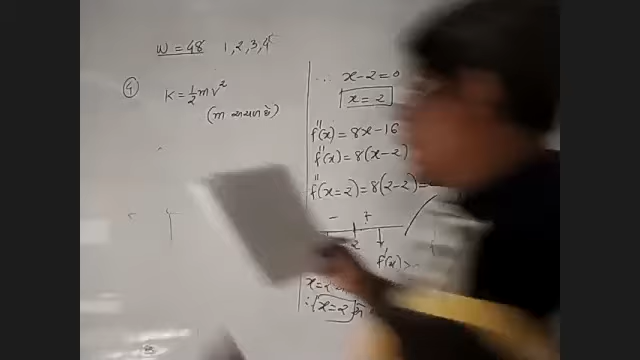 W = 48 1, 2, 3, 4
④ K = 1/2 mv²
(m અચળ છે)
∴ x - 2 = 0
x = 2
f''(x) = 8x - 16
f''(x) = 8(x - 2)
f''(x = 2) = 8(2 - 2) =
- +
2
f'(x) >
x = 2
∴ x = 2